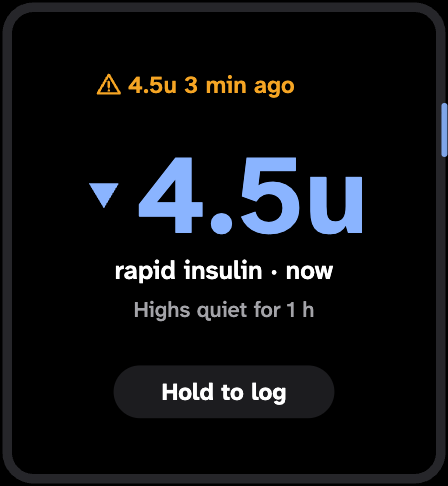 4.5u 3 min ago
4.5u
rapid insulin · now
Highs quiet for 1 h
Hold to log